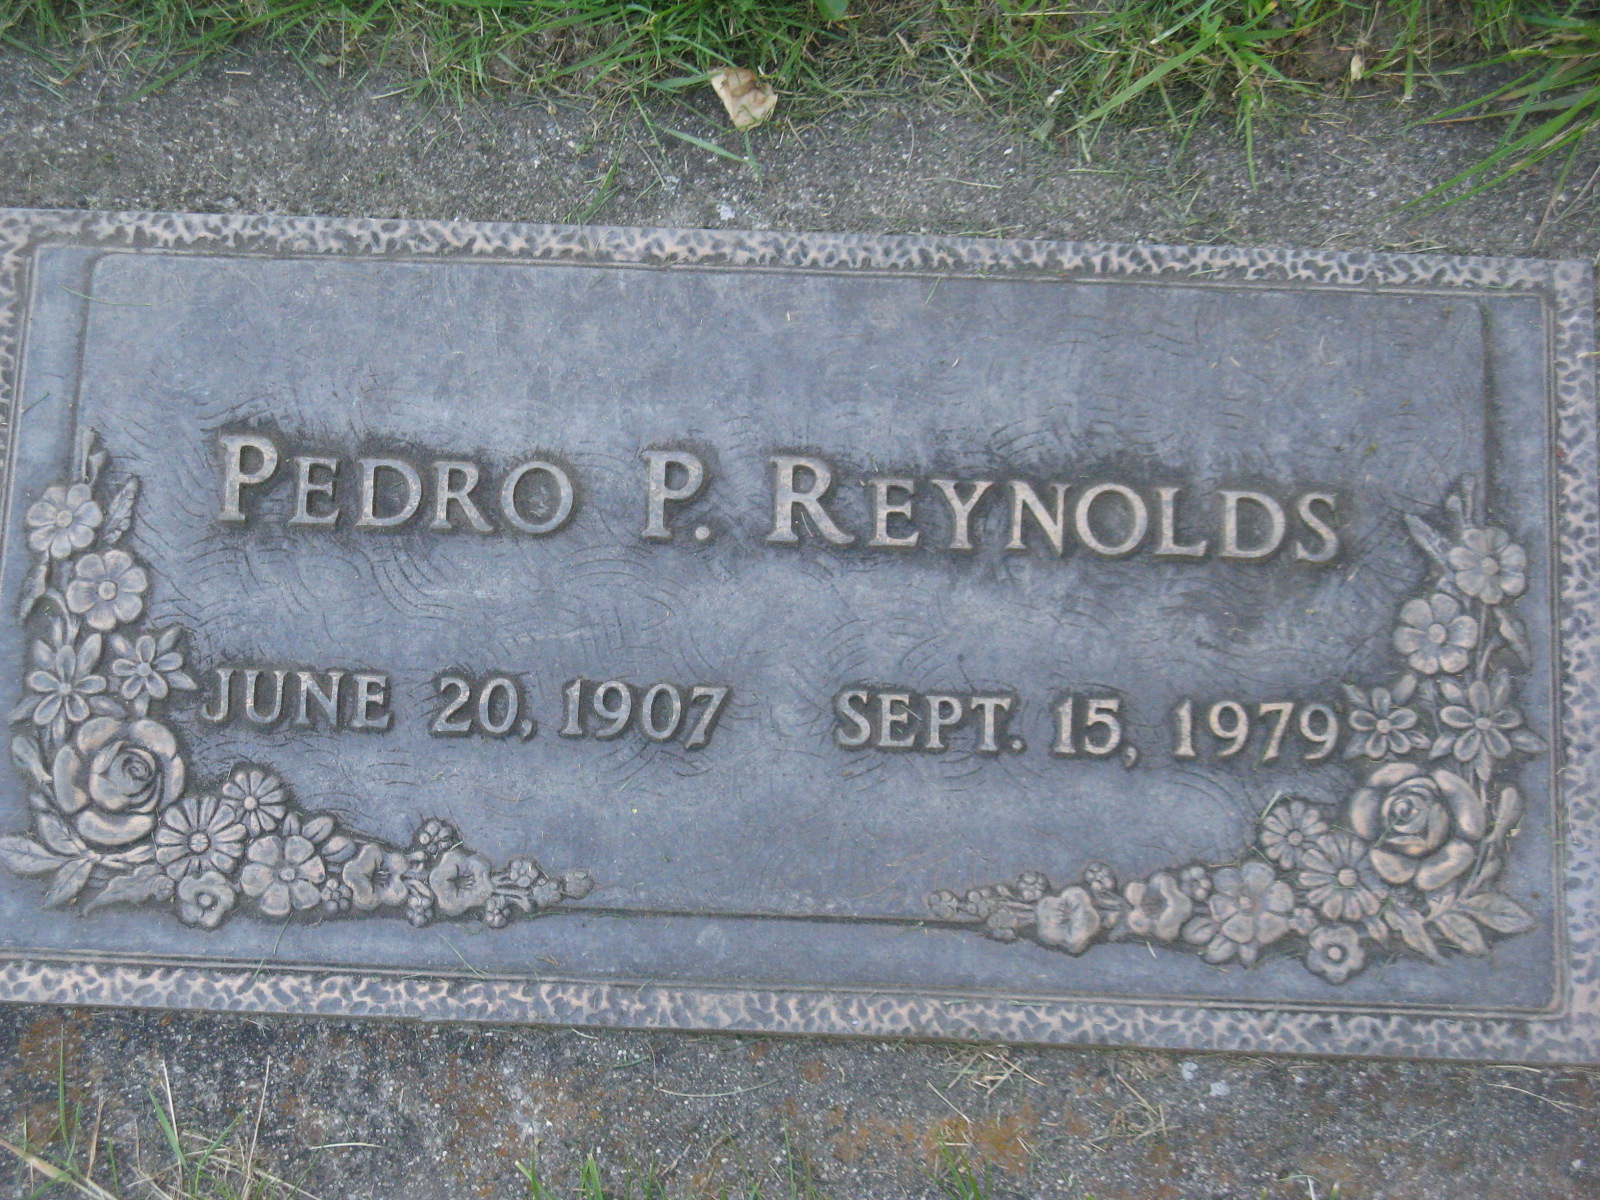 PEDRO P. REYNOLDS
JUNE 20, 1907 SEPT. 15, 1979